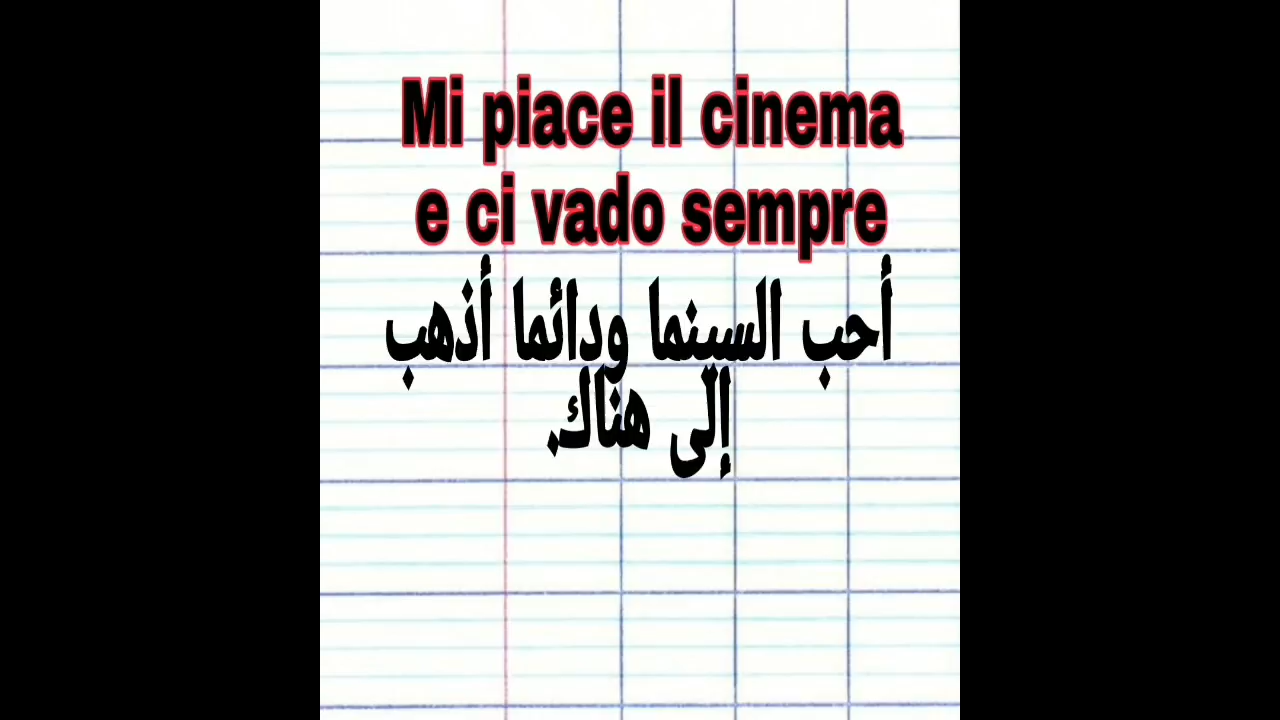 Mi piace il cinema
e ci vado sempre
أحب السينما ودائما أذهب
إلى هناك.